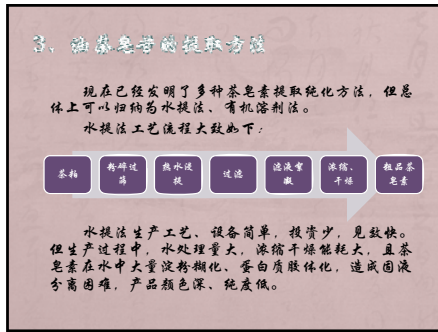 3、油茶皂苷的提取方法
现在已经发明了多种茶皂素提取纯化方法，但总
体上可以归纳为水提法、有机溶剂法。
水提法工艺流程大致如下：
茶粕
粉碎过
筛
热水浸
提
过滤
滤液絮
凝
浓缩、
干燥
粗品茶
皂素
水提法生产工艺、设备简单，投资少，见效快。
但生产过程中，水处理量大，浓缩干燥能耗大，且茶
皂素在水中大量淀粉糊化、蛋白质胶体化，造成固液
分离困难，产品颜色深、纯度低。